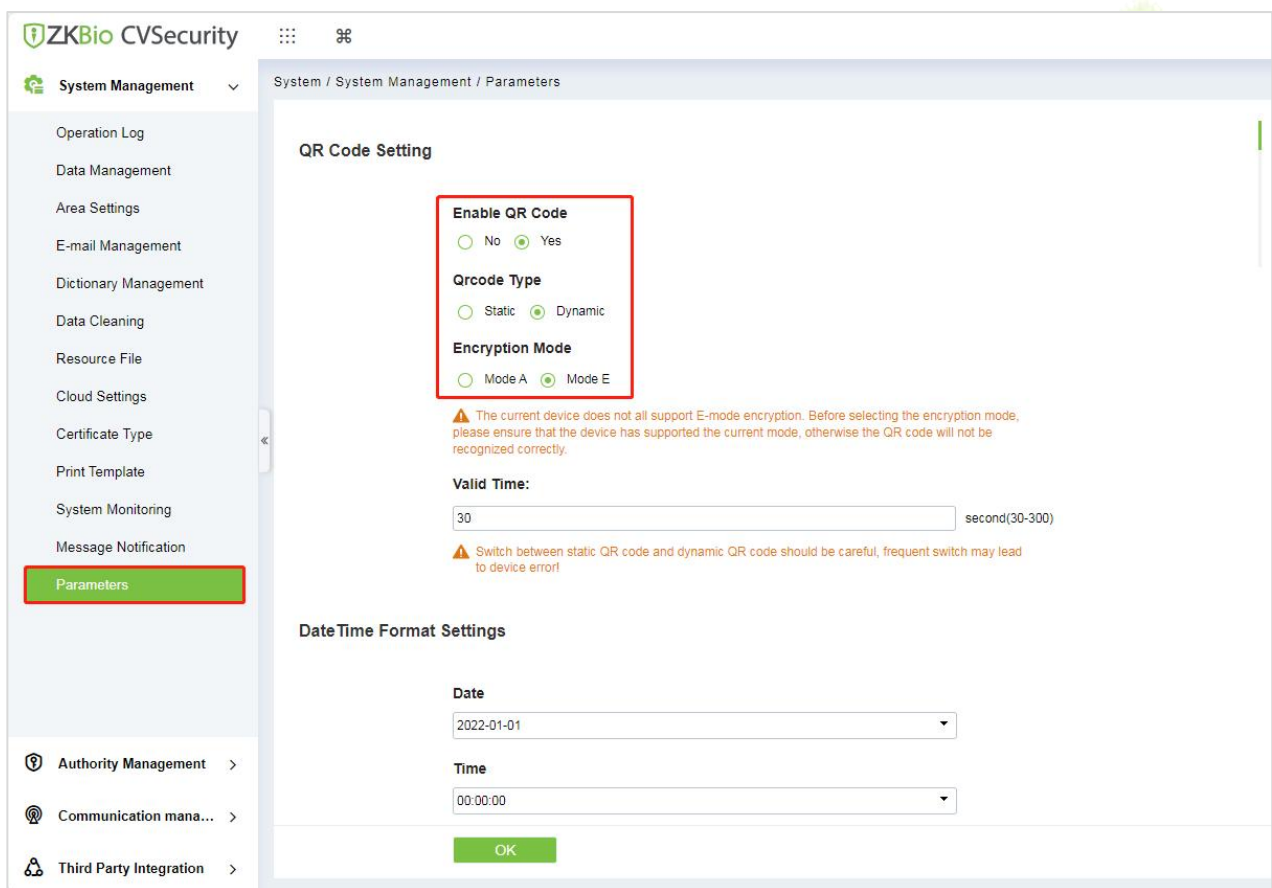 ZKBio CVSecurity
System Management
Operation Log
Data Management
Area Settings
E-mail Management
Dictionary Management
Data Cleaning
Resource File
Cloud Settings
Certificate Type
Print Template
System Monitoring
Message Notification
Parameters
Authority Management
Communication mana...
Third Party Integration
System / System Management / Parameters
QR Code Setting
Enable QR Code
No Yes
Qrcode Type
Static Dynamic
Encryption Mode
Mode A Mode E
The current device does not all support E-mode encryption. Before selecting the encryption mode,
please ensure that the device has supported the current mode, otherwise the QR code will not be
recognized correctly.
Valid Time:
30 second(30-300)
Switch between static QR code and dynamic QR code should be careful, frequent switch may lead
to device error!
DateTime Format Settings
Date
2022-01-01
Time
00:00:00
OK